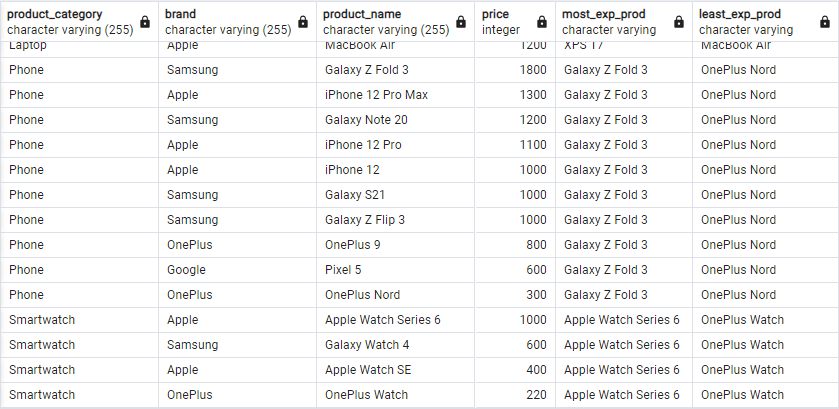 product_category brand product_name price most_exp_prod least_exp_prod
character varying (255) character varying (255) character varying (255) integer character varying character varying
Laptop Apple MacBook Air 1200 XPS 17 MacBook Air
Phone Samsung Galaxy Z Fold 3 1800 Galaxy Z Fold 3 OnePlus Nord
Phone Apple iPhone 12 Pro Max 1300 Galaxy Z Fold 3 OnePlus Nord
Phone Samsung Galaxy Note 20 1200 Galaxy Z Fold 3 OnePlus Nord
Phone Apple iPhone 12 Pro 1100 Galaxy Z Fold 3 OnePlus Nord
Phone Apple iPhone 12 1000 Galaxy Z Fold 3 OnePlus Nord
Phone Samsung Galaxy S21 1000 Galaxy Z Fold 3 OnePlus Nord
Phone Samsung Galaxy Z Flip 3 1000 Galaxy Z Fold 3 OnePlus Nord
Phone OnePlus OnePlus 9 800 Galaxy Z Fold 3 OnePlus Nord
Phone Google Pixel 5 600 Galaxy Z Fold 3 OnePlus Nord
Phone OnePlus OnePlus Nord 300 Galaxy Z Fold 3 OnePlus Nord
Smartwatch Apple Apple Watch Series 6 1000 Apple Watch Series 6 OnePlus Watch
Smartwatch Samsung Galaxy Watch 4 600 Apple Watch Series 6 OnePlus Watch
Smartwatch Apple Apple Watch SE 400 Apple Watch Series 6 OnePlus Watch
Smartwatch OnePlus OnePlus Watch 220 Apple Watch Series 6 OnePlus Watch